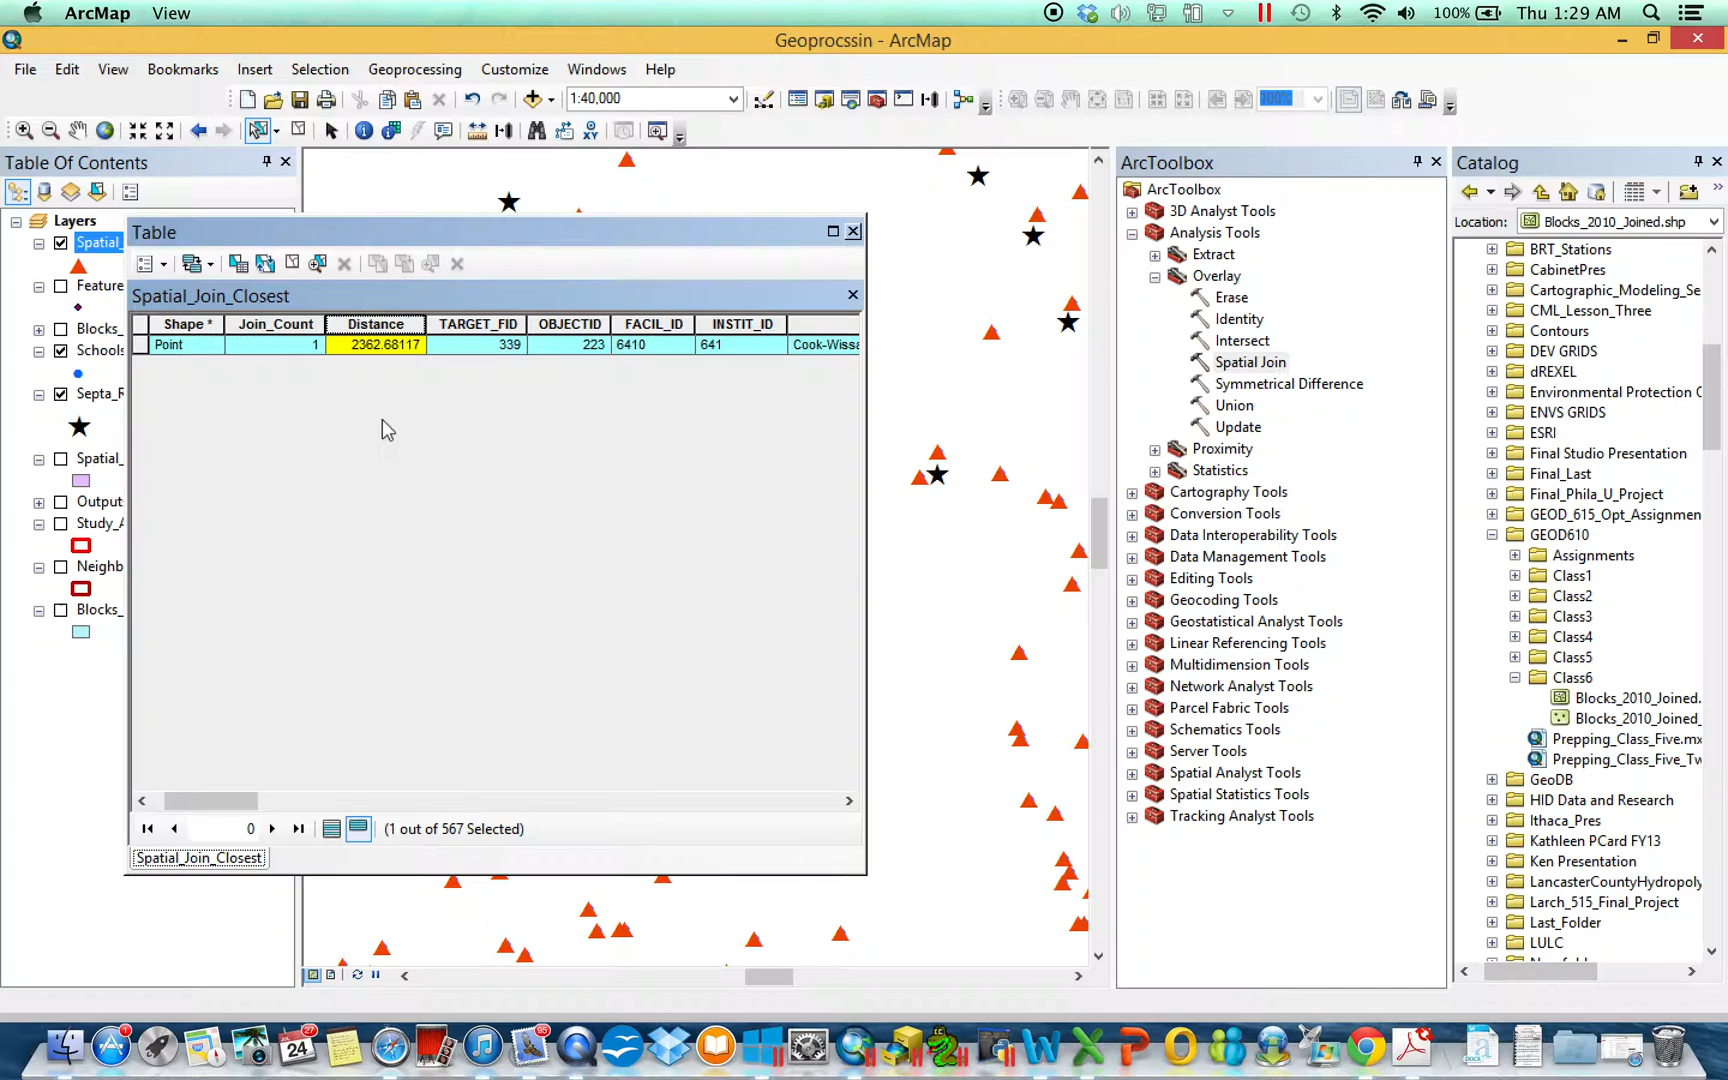 ArcMap View 100% Thu 1:29 AM
Geoprocssin - ArcMap
File Edit View Bookmarks Insert Selection Geoprocessing Customize Windows Help
1:40,000 100%
Table Of Contents
Layers
Spatial_
Feature
Blocks_
Schools
Septa_R
Spatial_
Output
Study_A
Neighb
Blocks_
Table
Spatial_Join_Closest
Shape * Join_Count Distance TARGET_FID OBJECTID FACIL_ID INSTIT_ID
Point 1 2362.68117 339 223 6410 641 Cook-Wissa
0 (1 out of 567 Selected)
Spatial_Join_Closest
ArcToolbox
ArcToolbox
3D Analyst Tools
Analysis Tools
Extract
Overlay
Erase
Identity
Intersect
Spatial Join
Symmetrical Difference
Union
Update
Proximity
Statistics
Cartography Tools
Conversion Tools
Data Interoperability Tools
Data Management Tools
Editing Tools
Geocoding Tools
Geostatistical Analyst Tools
Linear Referencing Tools
Multidimension Tools
Network Analyst Tools
Parcel Fabric Tools
Schematics Tools
Server Tools
Spatial Analyst Tools
Spatial Statistics Tools
Tracking Analyst Tools
Catalog
Location: Blocks_2010_Joined.shp
BRT_Stations
CabinetPres
Cartographic_Modeling_Se
CML_Lesson_Three
Contours
DEV GRIDS
dREXEL
Environmental Protection C
ENVS GRIDS
ESRI
Final Studio Presentation
Final_Last
Final_Phila_U_Project
GEOD_615_Opt_Assignmen
GEOD610
Assignments
Class1
Class2
Class3
Class4
Class5
Class6
Blocks_2010_Joined.
Blocks_2010_Joined_
Prepping_Class_Five.mx
Prepping_Class_Five_Tw
GeoDB
HID Data and Research
Ithaca_Pres
Kathleen PCard FY13
Ken Presentation
LancasterCountyHydropoly
Larch_515_Final_Project
Last_Folder
LULC